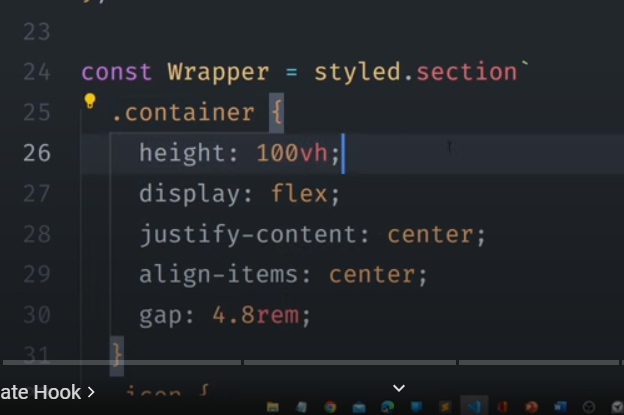 23
24 const Wrapper = styled.section`
25 .container {
26 height: 100vh;
27 display: flex;
28 justify-content: center;
29 align-items: center;
30 gap: 4.8rem;
31 }
ate Hook >
.icon {